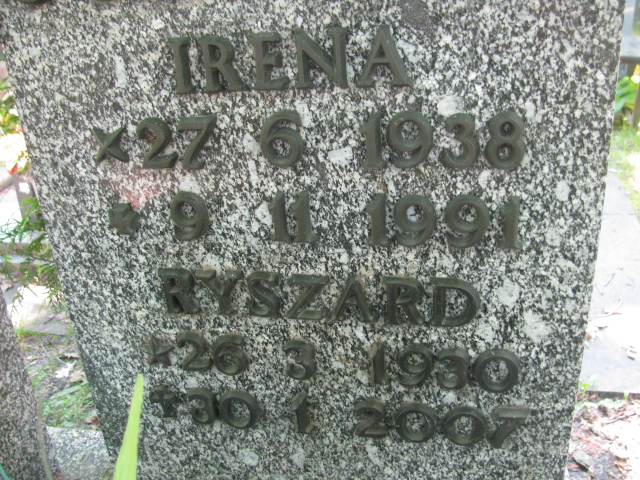 IRENA
* 27 6 1938
✝ 9 11 1991
RYSZARD
* 26 3 1930
✝ 30 1 2007